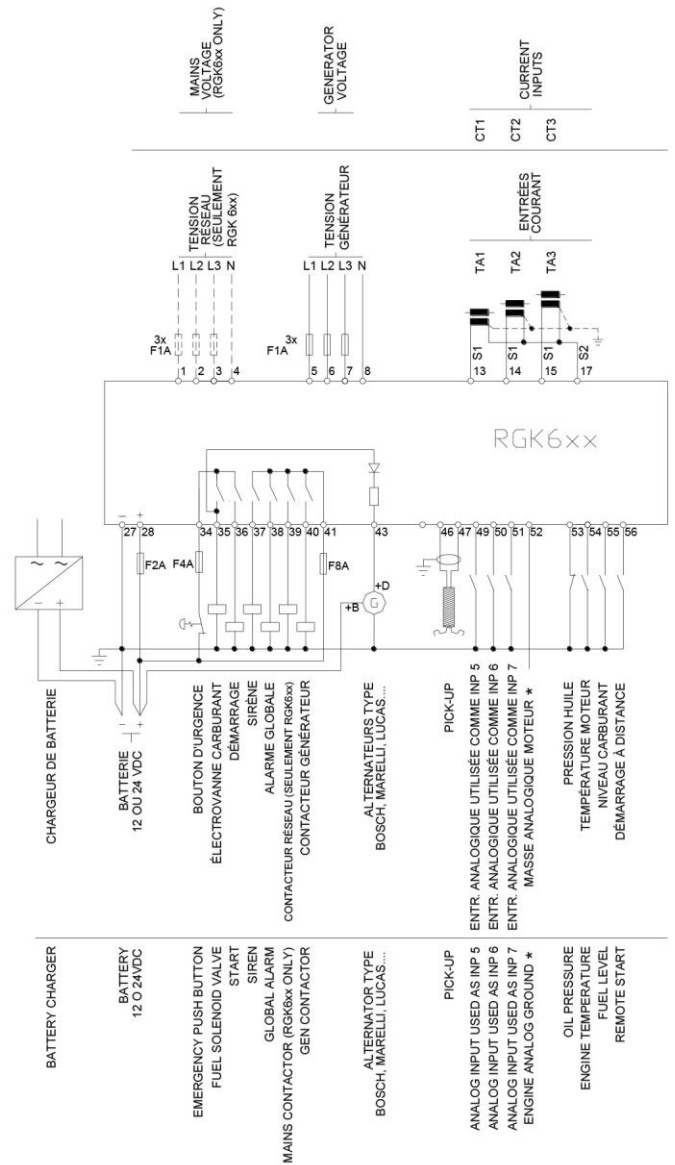 MAINS
VOLTAGE
(RGK6xx ONLY)
GENERATOR
VOLTAGE
CURRENT
INPUTS
CT1
CT2
CT3
TENSION
RÉSEAU
(SEULEMENT
RGK 6xx)
TENSION
GÉNÉRATEUR
ENTRÉES
COURANT
L1 L2 L3 N
L1 L2 L3 N
TA1
TA2
TA3
3x
F1A
3x
F1A
S1
S1
S1
S2
1 2 3 4
5 6 7 8
13 14 15 17
RGK6xx
– +
27 28 34 35 36 37 38 39 40 41 43 46 47 49 50 51 52 53 54 55 56
F2A
F4A
F8A
+D
+B
G
~ ~
– +
– +
CHARGEUR DE BATTERIE
BATTERIE
12 OU 24 VDC
BOUTON D'URGENCE
ÉLECTROVANNE CARBURANT
DÉMARRAGE
SIRÈNE
ALARME GLOBALE
CONTACTEUR RÉSEAU (SEULEMENT RGK6xx)
CONTACTEUR GÉNÉRATEUR
ALTERNATEURS TYPE
BOSCH, MARELLI, LUCAS....
PICK-UP
ENTR. ANALOGIQUE UTILISÉE COMME INP 5
ENTR. ANALOGIQUE UTILISÉE COMME INP 6
ENTR. ANALOGIQUE UTILISÉE COMME INP 7
MASSE ANALOGIQUE MOTEUR *
PRESSION HUILE
TEMPÉRATURE MOTEUR
NIVEAU CARBURANT
DÉMARRAGE À DISTANCE
BATTERY CHARGER
BATTERY
12 O 24VDC
EMERGENCY PUSH BUTTON
FUEL SOLENOID VALVE
START
SIREN
GLOBAL ALARM
MAINS CONTACTOR (RGK6xx ONLY)
GEN CONTACTOR
ALTERNATOR TYPE
BOSCH, MARELLI, LUCAS....
PICK-UP
ANALOG INPUT USED AS INP 5
ANALOG INPUT USED AS INP 6
ANALOG INPUT USED AS INP 7
ENGINE ANALOG GROUND *
OIL PRESSURE
ENGINE TEMPERATURE
FUEL LEVEL
REMOTE START